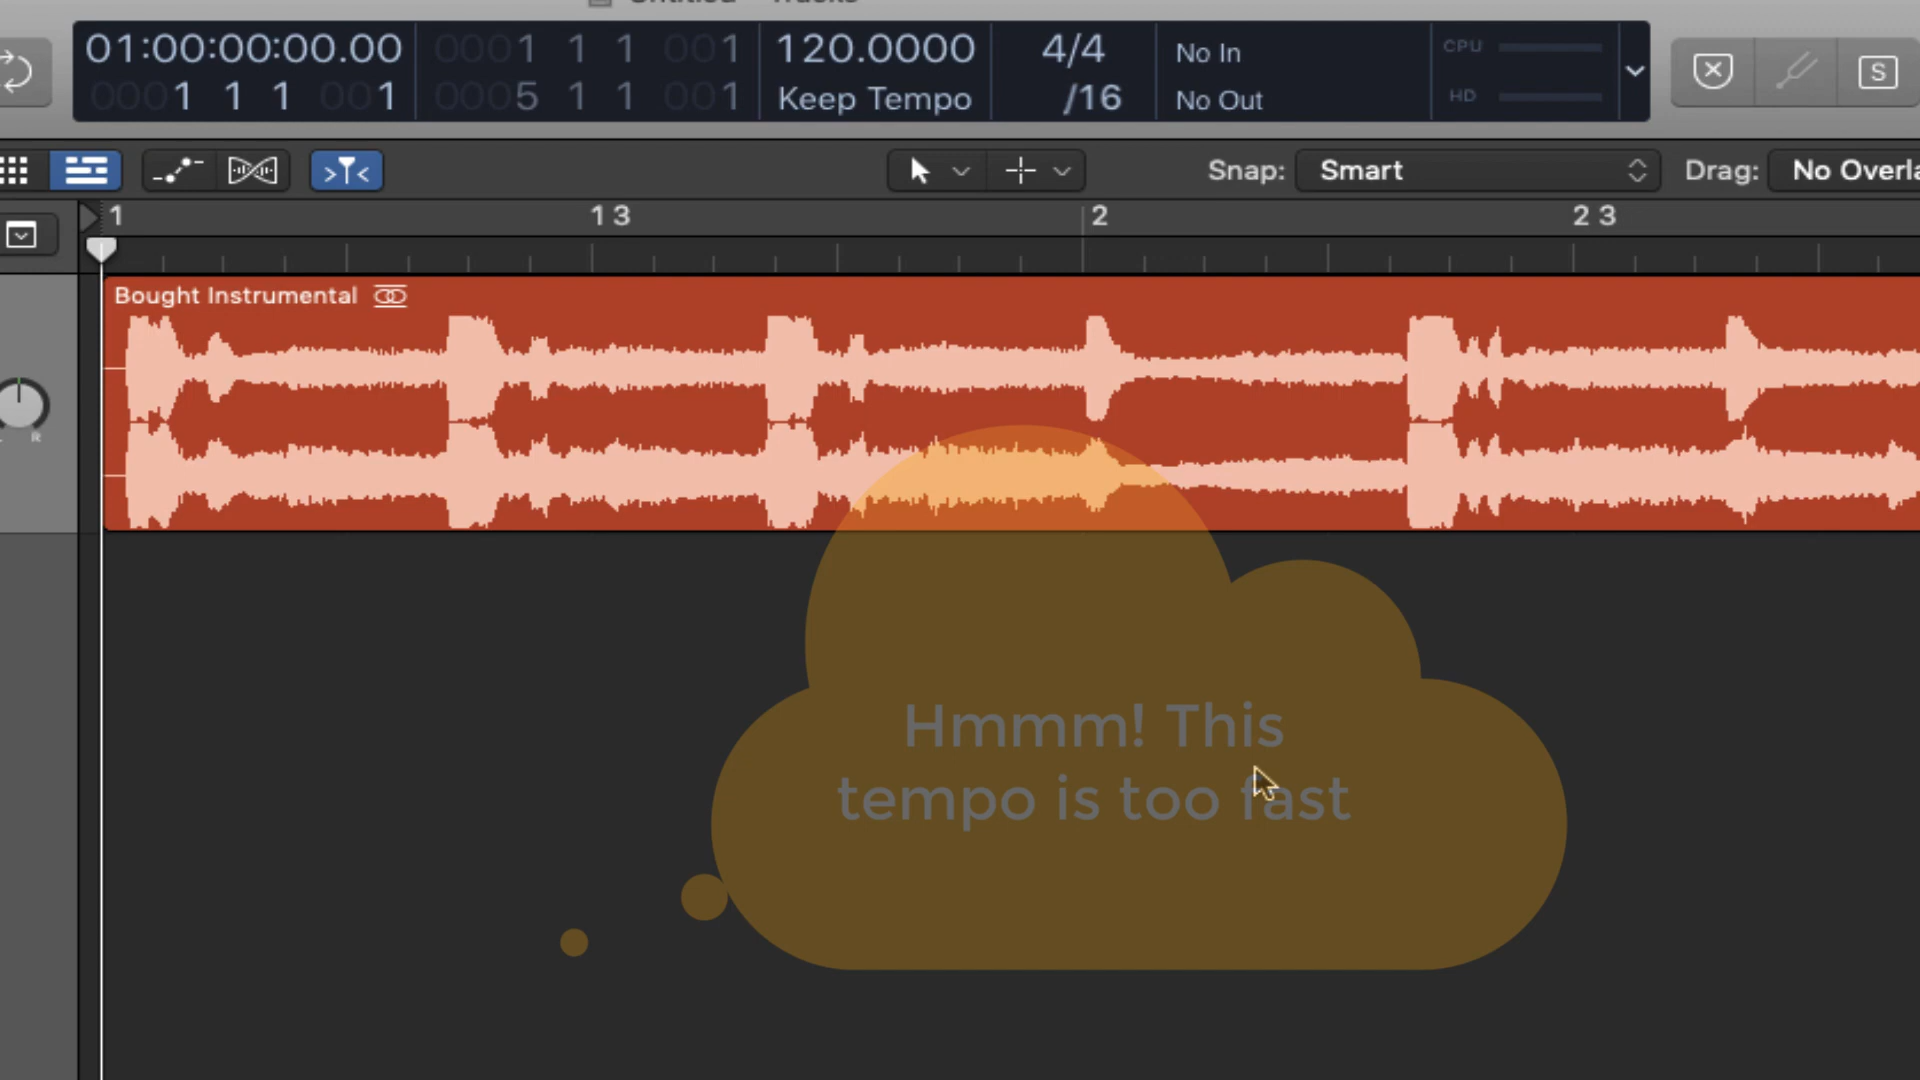 Untitled - Tracks
01:00:00:00.00
0001 1 1 001
120.0000
4/4
No In
CPU
0001 1 1 001
0005 1 1 001
Keep Tempo
/16
No Out
HD
S
Snap: Smart
Drag: No Overla
1
1 3
2
2 3
Bought Instrumental
R
Hmmm! This
tempo is too fast